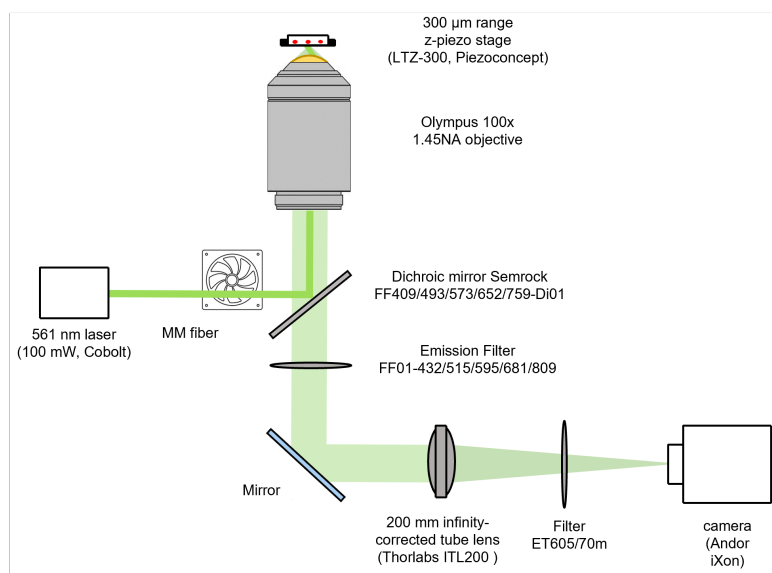 300 µm range
z-piezo stage
(LTZ-300, Piezoconcept)
Olympus 100x
1.45NA objective
Dichroic mirror Semrock
FF409/493/573/652/759-Di01
561 nm laser
(100 mW, Cobolt)
MM fiber
Emission Filter
FF01-432/515/595/681/809
Mirror
200 mm infinity-
corrected tube lens
(Thorlabs ITL200 )
Filter
ET605/70m
camera
(Andor
iXon)